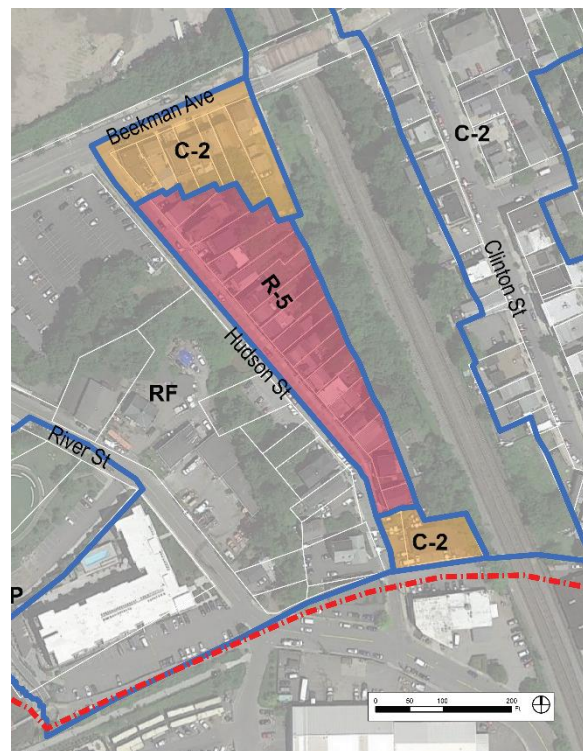 Beekman Ave
C-2
C-2
Clinton St
R-5
Hudson St
RF
River St
C-2
P
0 50 100 200
Ft.